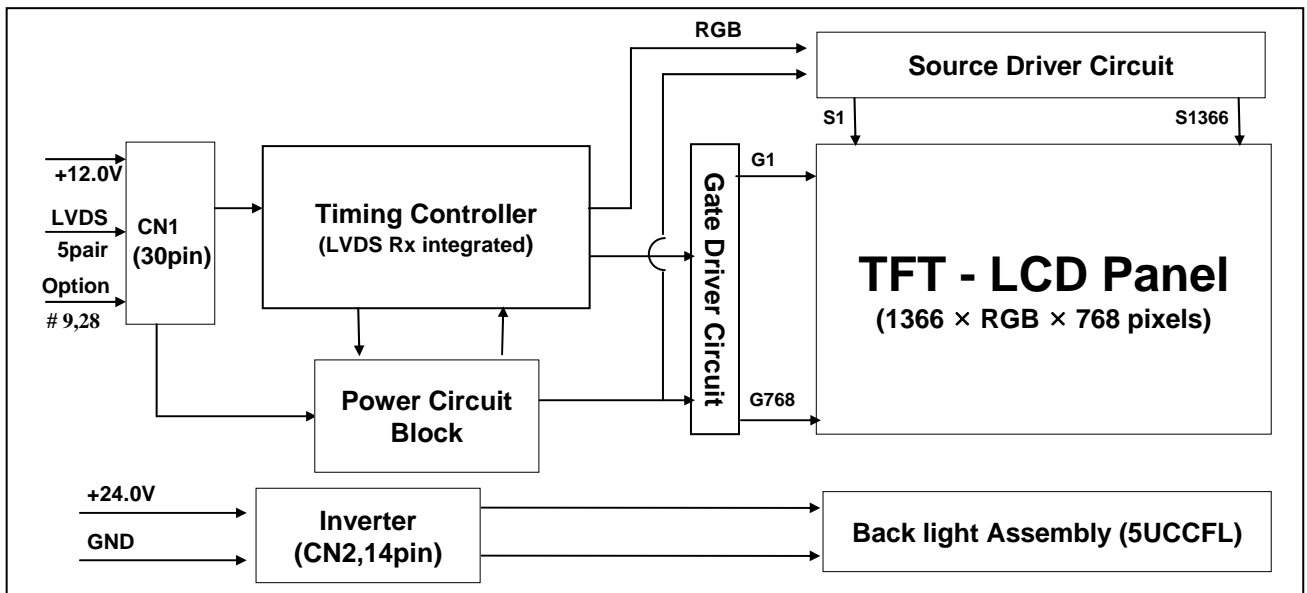 RGB
Source Driver Circuit
S1
S1366
+12.0V
LVDS
5pair
Option
# 9,28
CN1
(30pin)
Timing Controller
(LVDS Rx integrated)
Gate Driver Circuit
G1
G768
TFT - LCD Panel
(1366 × RGB × 768 pixels)
Power Circuit
Block
+24.0V
GND
Inverter
(CN2,14pin)
Back light Assembly (5UCCFL)